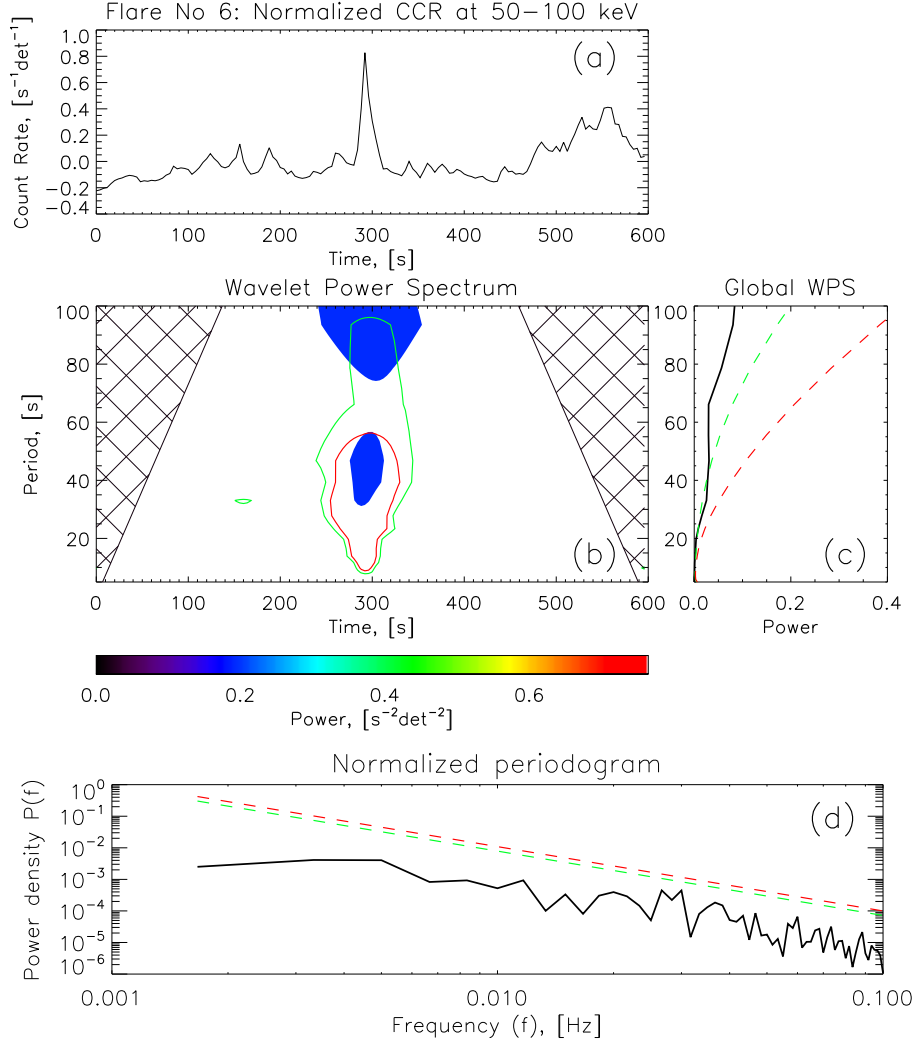 Flare No 6: Normalized CCR at 50−100 keV
Count Rate, [s⁻¹det⁻¹]
1.0
0.8
0.6
0.4
0.2
0.0
−0.2
−0.4
(a)
0 100 200 300 400 500 600
Time, [s]
Wavelet Power Spectrum
Period, [s]
100
80
60
40
20
(b)
0 100 200 300 400 500 600
Time, [s]
Global WPS
100
80
60
40
20
(c)
0.0 0.2 0.4
Power
0.0 0.2 0.4 0.6
Power, [s⁻²det⁻²]
Normalized periodogram
Power density P(f)
10⁰
10⁻¹
10⁻²
10⁻³
10⁻⁴
10⁻⁵
10⁻⁶
(d)
0.001 0.010 0.100
Frequency (f), [Hz]